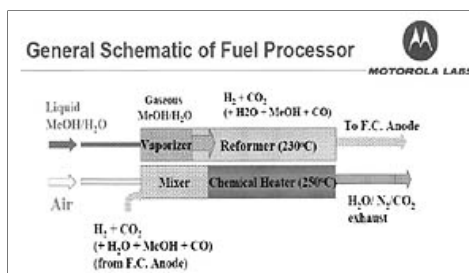 General Schematic of Fuel Processor
MOTOROLA LABS
Liquid
MeOH/H₂O
Gaseous
MeOH/H₂O
H₂ + CO₂
(+ H2O + MeOH + CO)
To F.C. Anode
Vaporizer
Reformer (230°C)
Mixer
Chemical Heater (250°C)
Air
H₂O/ N₂/CO₂
exhaust
H₂ + CO₂
(+ H₂O + MeOH + CO)
(from F.C. Anode)